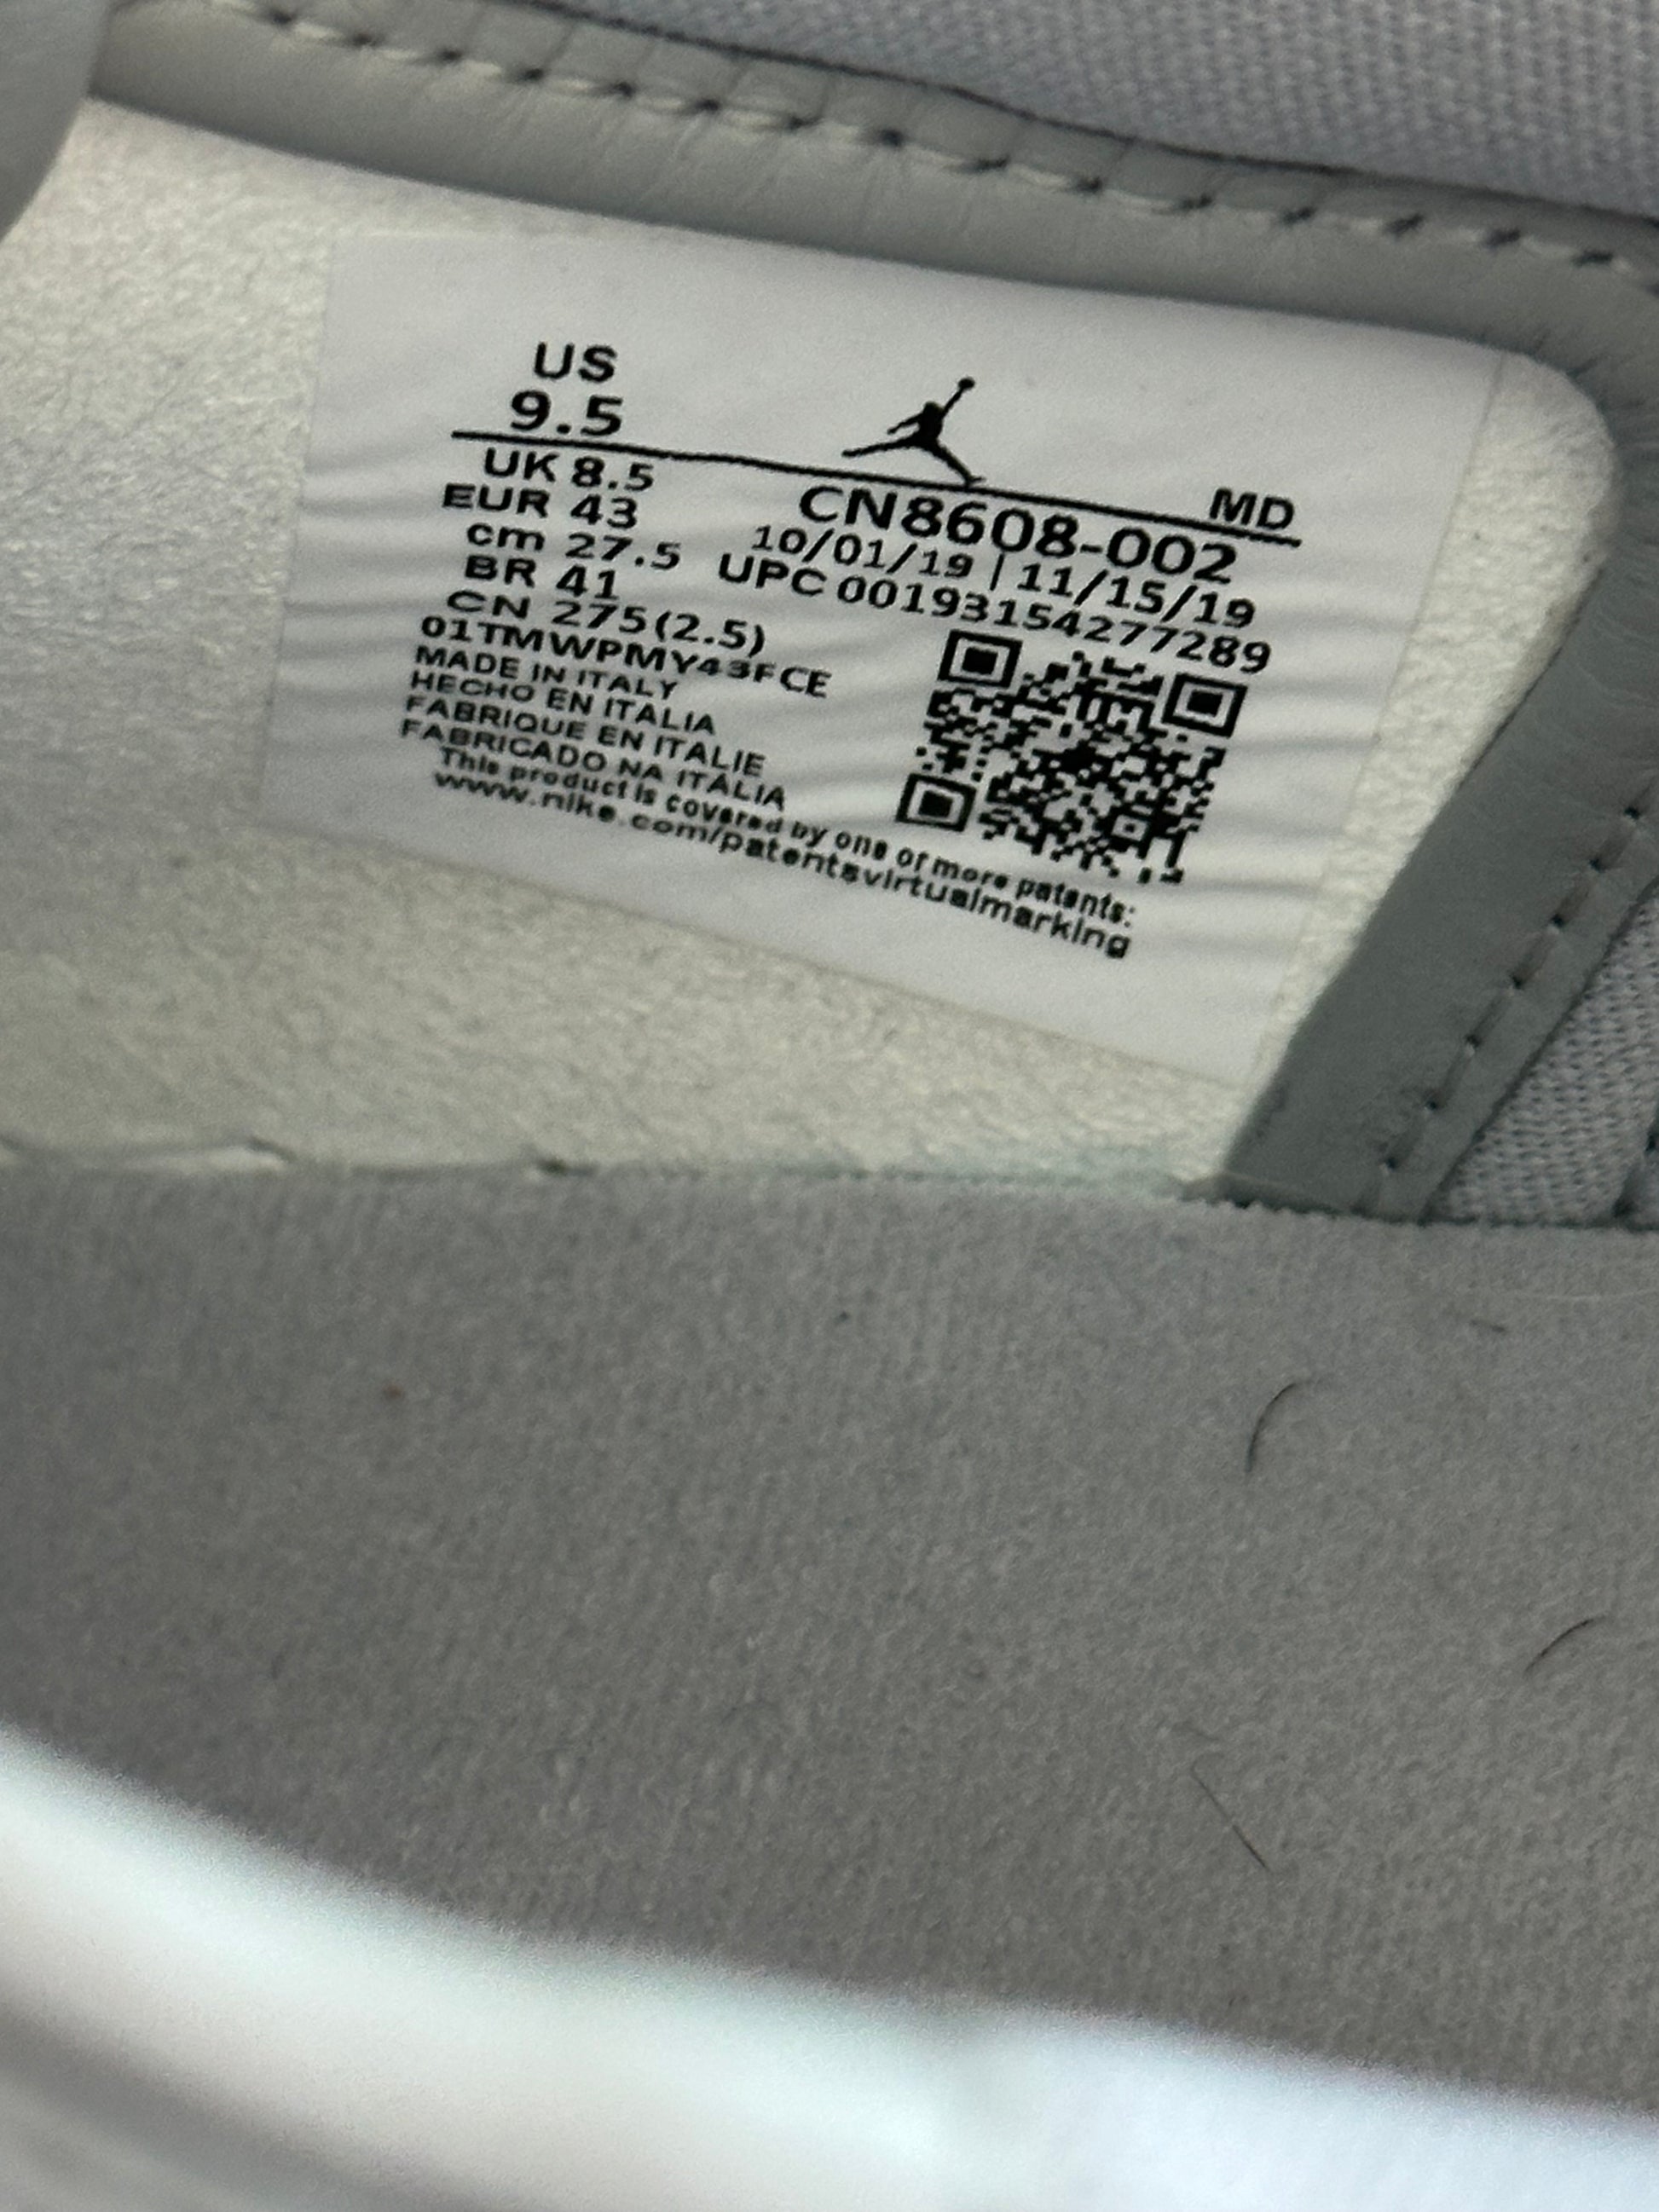 US
9.5
MD
UK 8.5
EUR 43
cm 27.5
BR 41
CN 275(2.5)
CN8608-002
10/01/19 | 11/15/19
UPC 00193154277289
01TMWPMY43FCE
MADE IN ITALY
HECHO EN ITALIA
FABRIQUE EN ITALIE
FABRICADO NA ITÁLIA
This product is covered by one or more patents:
www.nike.com/patentsvirtualmarking